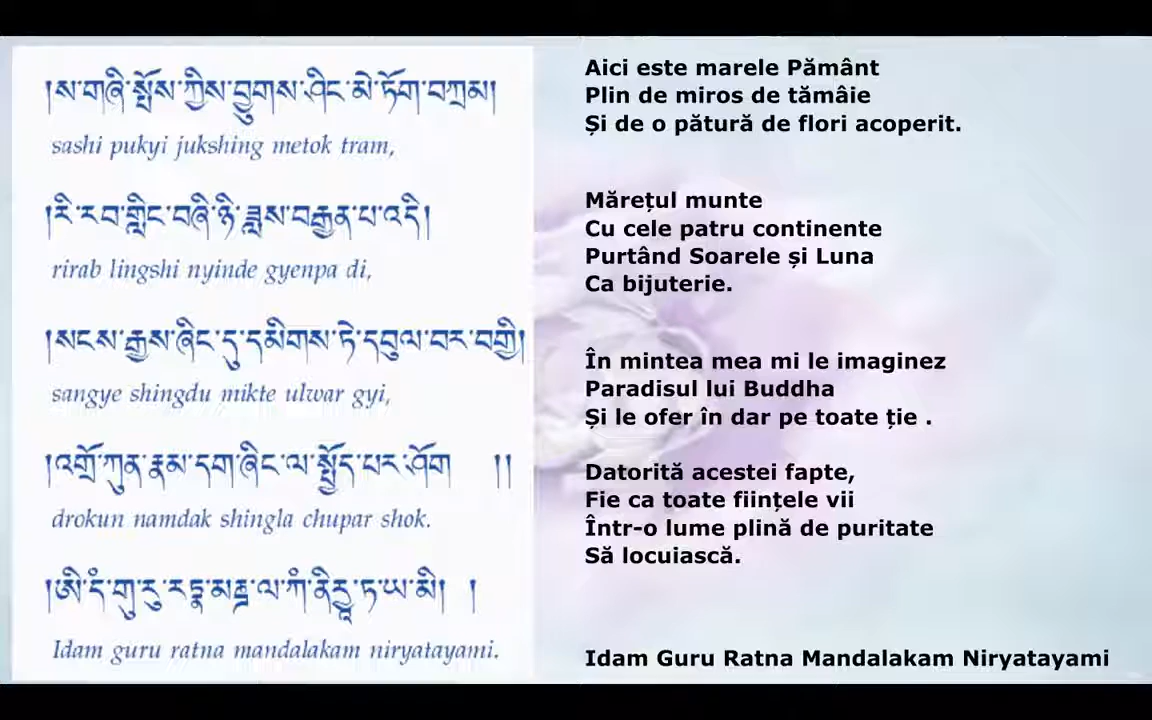 །ས་གཞི་སྤོས་ཀྱིས་བྱུགས་ཤིང་མེ་ཏོག་བཀྲམ།
sashi pukyi jukshing metok tram,
།རི་རབ་གླིང་བཞི་ཉི་ཟླས་བརྒྱན་པ་འདི།
rirab lingshi nyinde gyenpa di,
།སངས་རྒྱས་ཞིང་དུ་དམིགས་ཏེ་དབུལ་བར་བགྱི།
sangye shingdu mikte ulwar gyi,
།འགྲོ་ཀུན་རྣམ་དག་ཞིང་ལ་སྤྱོད་པར་ཤོག །།
drokun namdak shingla chupar shok.
།ཨི་དཾ་གུ་རུ་རཏྣ་མཎྜ་ལ་ཀཾ་ནིརྻཱ་ཏ་ཡ་མི། །
Idam guru ratna mandalakam niryatayami.
Aici este marele Pământ
Plin de miros de tămâie
Și de o pătură de flori acoperit.
Mărețul munte
Cu cele patru continente
Purtând Soarele și Luna
Ca bijuterie.
În mintea mea mi le imaginez
Paradisul lui Buddha
Și le ofer în dar pe toate ție .
Datorită acestei fapte,
Fie ca toate ființele vii
Într-o lume plină de puritate
Să locuiască.
Idam Guru Ratna Mandalakam Niryatayami